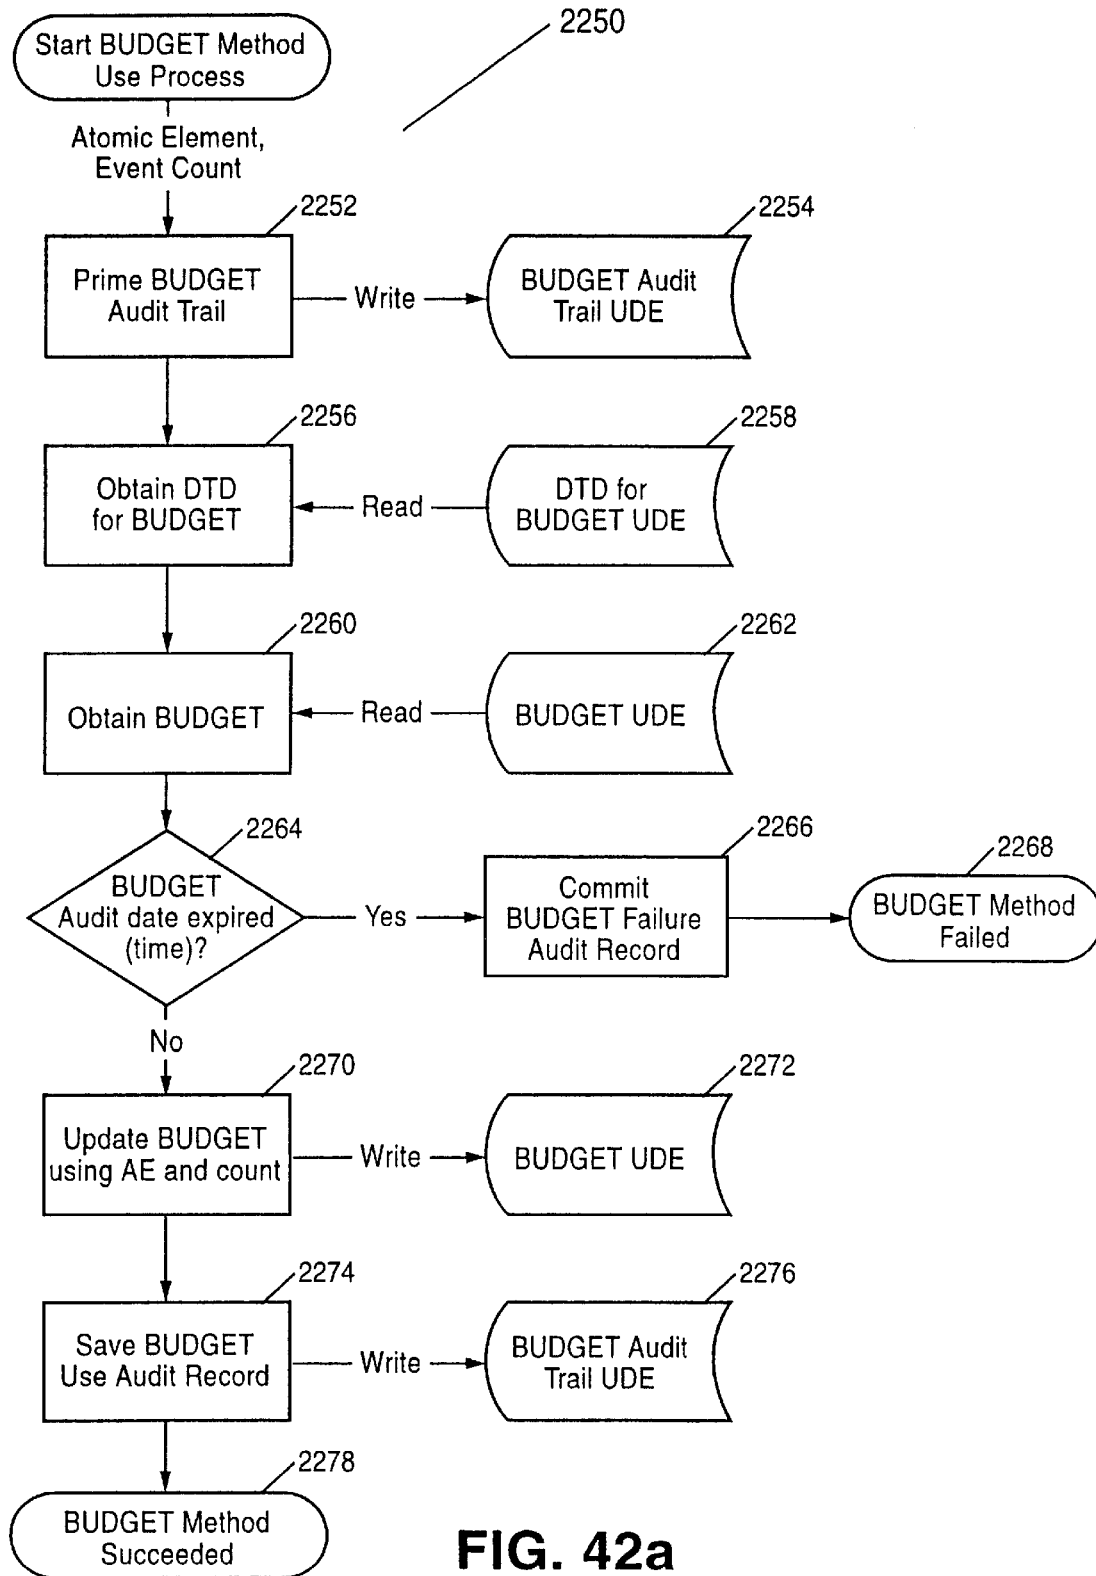 2250
Start BUDGET Method
Use Process
Atomic Element,
Event Count
2252
2254
Prime BUDGET
Audit Trail
Write
BUDGET Audit
Trail UDE
2256
2258
Obtain DTD
for BUDGET
Read
DTD for
BUDGET UDE
2260
2262
Obtain BUDGET
Read
BUDGET UDE
2264
2266
2268
BUDGET
Audit date expired
(time)?
Yes
Commit
BUDGET Failure
Audit Record
BUDGET Method
Failed
No
2270
2272
Update BUDGET
using AE and count
Write
BUDGET UDE
2274
2276
Save BUDGET
Use Audit Record
Write
BUDGET Audit
Trail UDE
2278
BUDGET Method
Succeeded
FIG. 42a